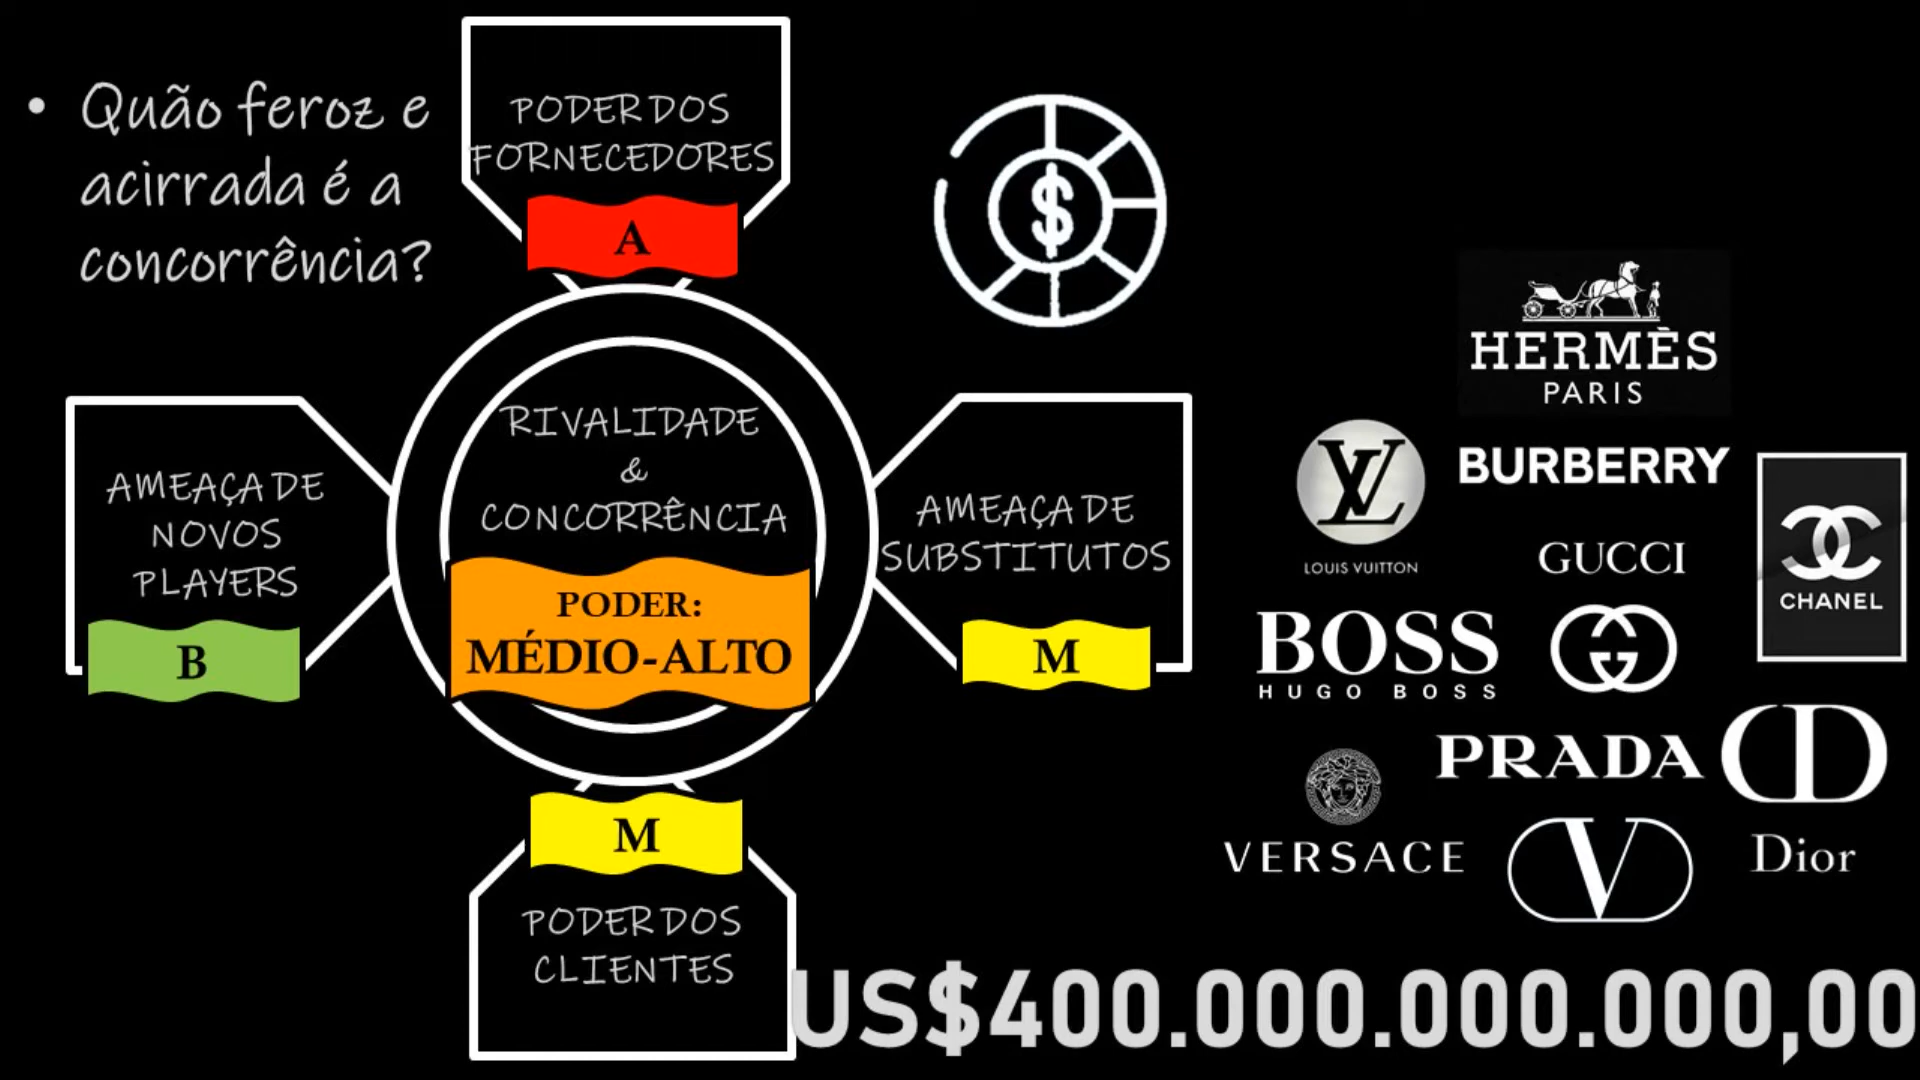 • Quão feroz e
acirrada é a
concorrência?
PODER DOS
FORNECEDORES
A
$
RIVALIDADE
&
CONCORRÊNCIA
PODER:
MÉDIO-ALTO
AMEAÇA DE
NOVOS
PLAYERS
B
AMEAÇA DE
SUBSTITUTOS
M
M
PODER DOS
CLIENTES
HERMÈS
PARIS
LV
LOUIS VUITTON
BURBERRY
CHANEL
GUCCI
BOSS
HUGO BOSS
PRADA
CD
Dior
VERSACE
V
US$400.000.000.000,00